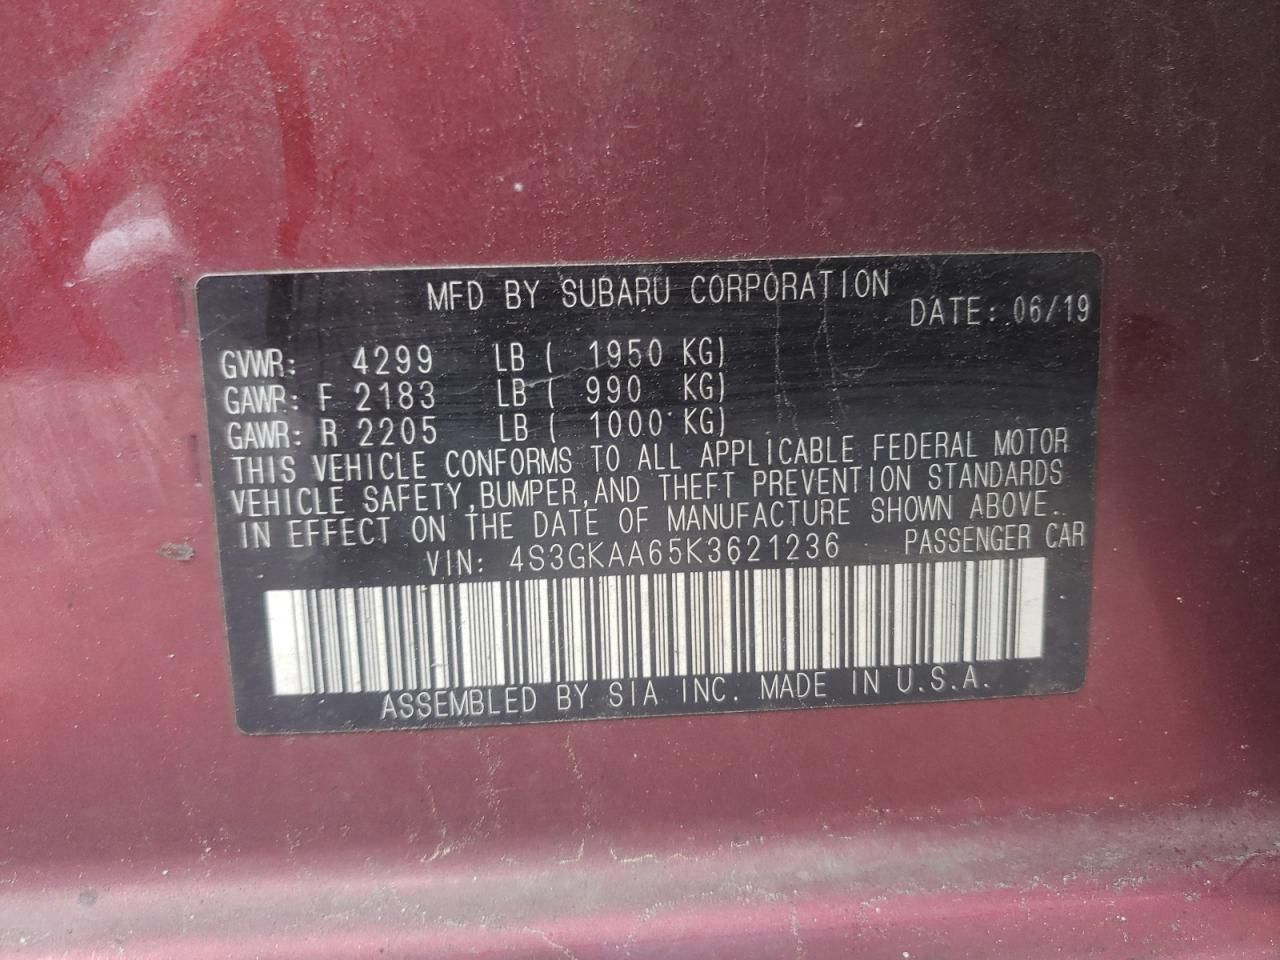 MFD BY SUBARU CORPORATION
DATE: 06/19
GVWR: 4299 LB ( 1950 KG)
GAWR: F 2183 LB ( 990 KG)
GAWR: R 2205 LB ( 1000 KG)
THIS VEHICLE CONFORMS TO ALL APPLICABLE FEDERAL MOTOR
VEHICLE SAFETY, BUMPER, AND THEFT PREVENTION STANDARDS
IN EFFECT ON THE DATE OF MANUFACTURE SHOWN ABOVE.
VIN: 4S3GKAA65K3621236 PASSENGER CAR
ASSEMBLED BY SIA INC. MADE IN U.S.A.